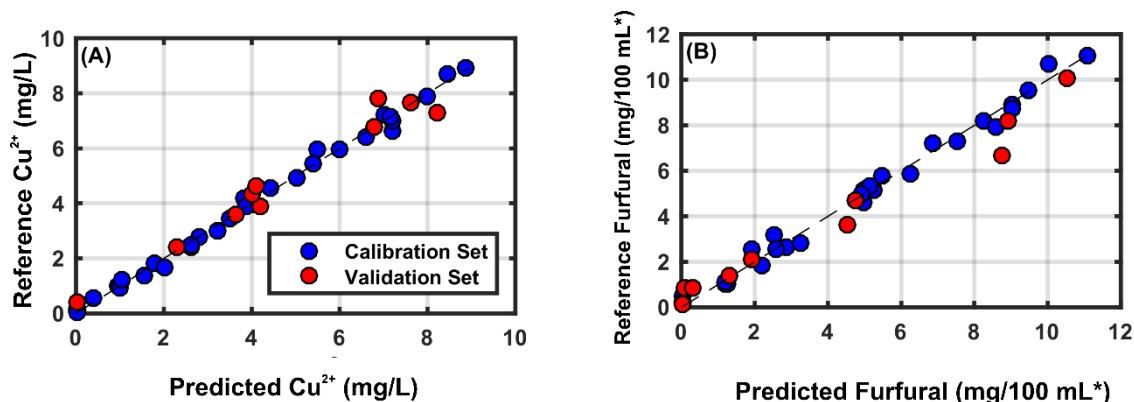 (A)
Reference Cu²⁺ (mg/L)
10
8
6
4
2
0
0 2 4 6 8 10
Predicted Cu²⁺ (mg/L)
Calibration Set
Validation Set
(B)
Reference Furfural (mg/100 mL*)
12
10
8
6
4
2
0
0 2 4 6 8 10 12
Predicted Furfural (mg/100 mL*)